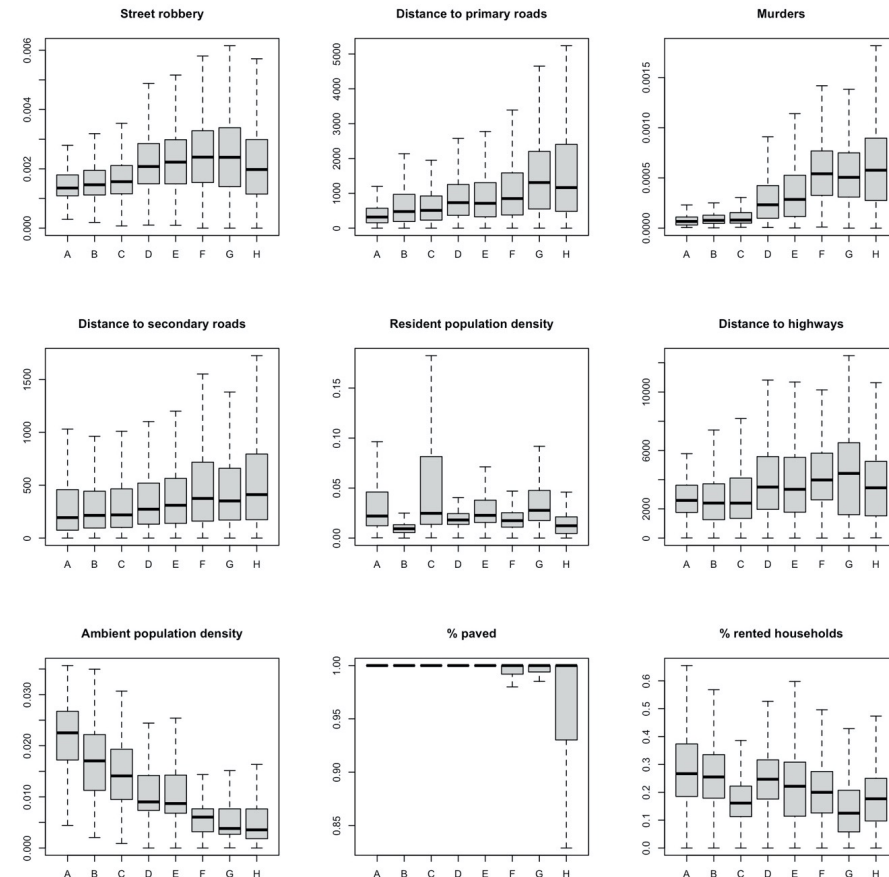 Street robbery
0.000 0.002 0.004 0.006
A B C D E F G H
Distance to primary roads
0 1000 2000 3000 4000 5000
A B C D E F G H
Murders
0.0000 0.0005 0.0010 0.0015
A B C D E F G H
Distance to secondary roads
0 500 1000 1500
A B C D E F G H
Resident population density
0.00 0.05 0.10 0.15
A B C D E F G H
Distance to highways
0 2000 6000 10000
A B C D E F G H
Ambient population density
0.000 0.010 0.020 0.030
A B C D E F G H
% paved
0.85 0.90 0.95 1.00
A B C D E F G H
% rented households
0.0 0.1 0.2 0.3 0.4 0.5 0.6
A B C D E F G H